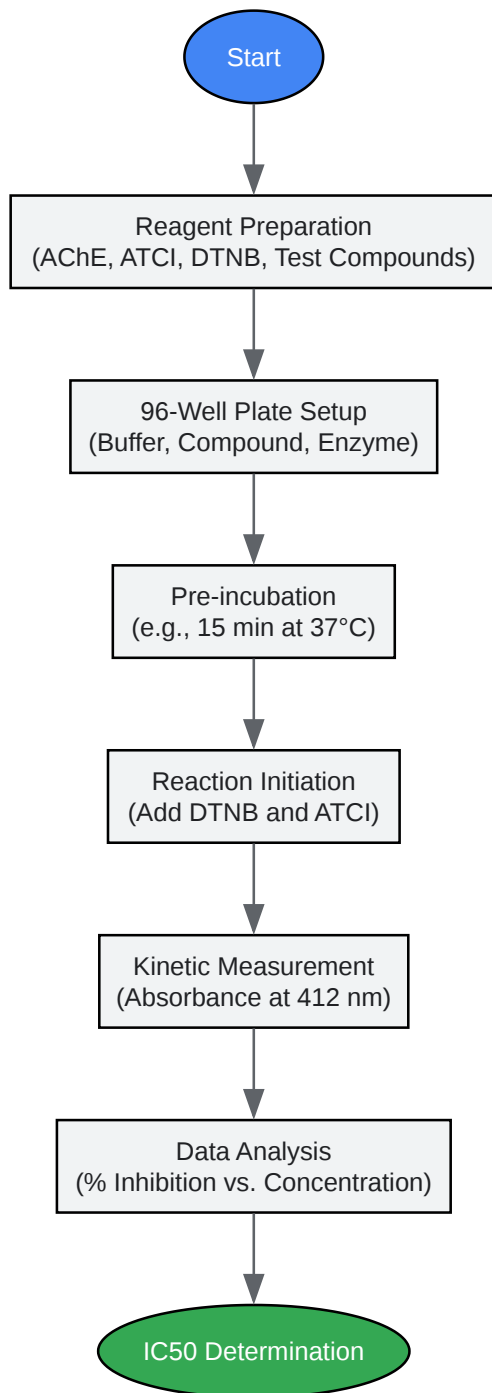 Start
Reagent Preparation
(AChE, ATCI, DTNB, Test Compounds)
96-Well Plate Setup
(Buffer, Compound, Enzyme)
Pre-incubation
(e.g., 15 min at 37°C)
Reaction Initiation
(Add DTNB and ATCI)
Kinetic Measurement
(Absorbance at 412 nm)
Data Analysis
(% Inhibition vs. Concentration)
IC50 Determination